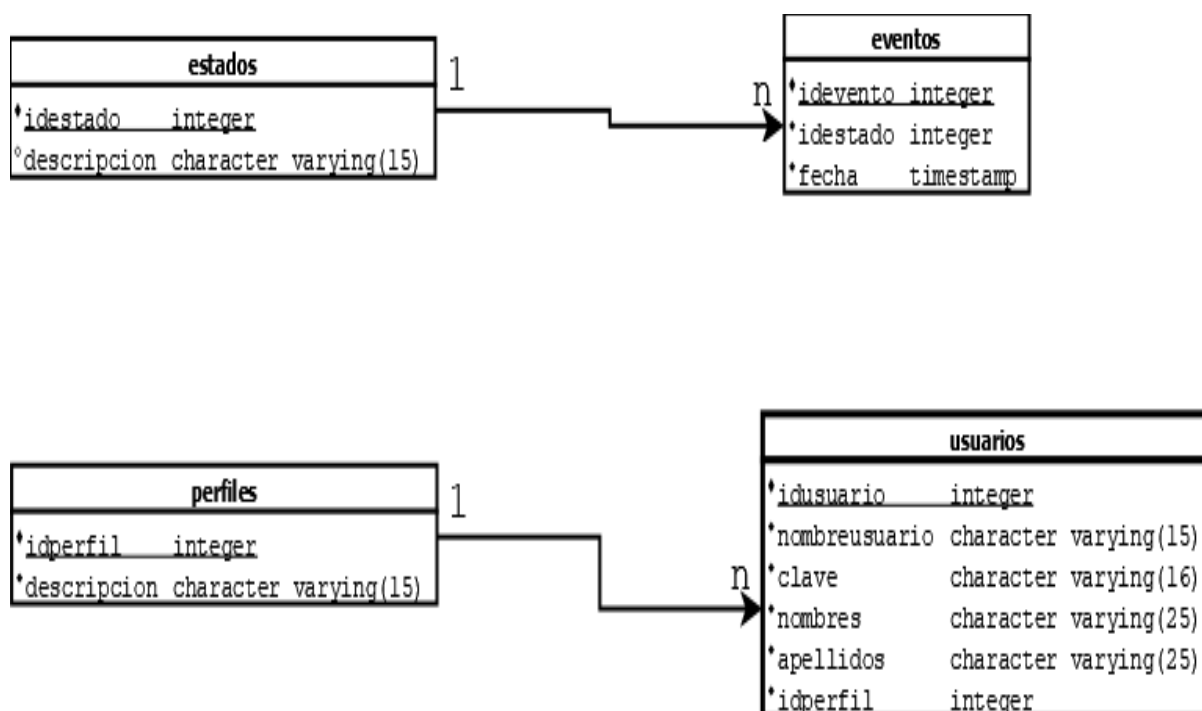 estados
idestado integer
descripcion character varying(15)
1
n
eventos
idevento integer
idestado integer
fecha timestamp
perfiles
idperfil integer
descripcion character varying(15)
1
n
usuarios
idusuario integer
nombreusuario character varying(15)
clave character varying(16)
nombres character varying(25)
apellidos character varying(25)
idperfil integer